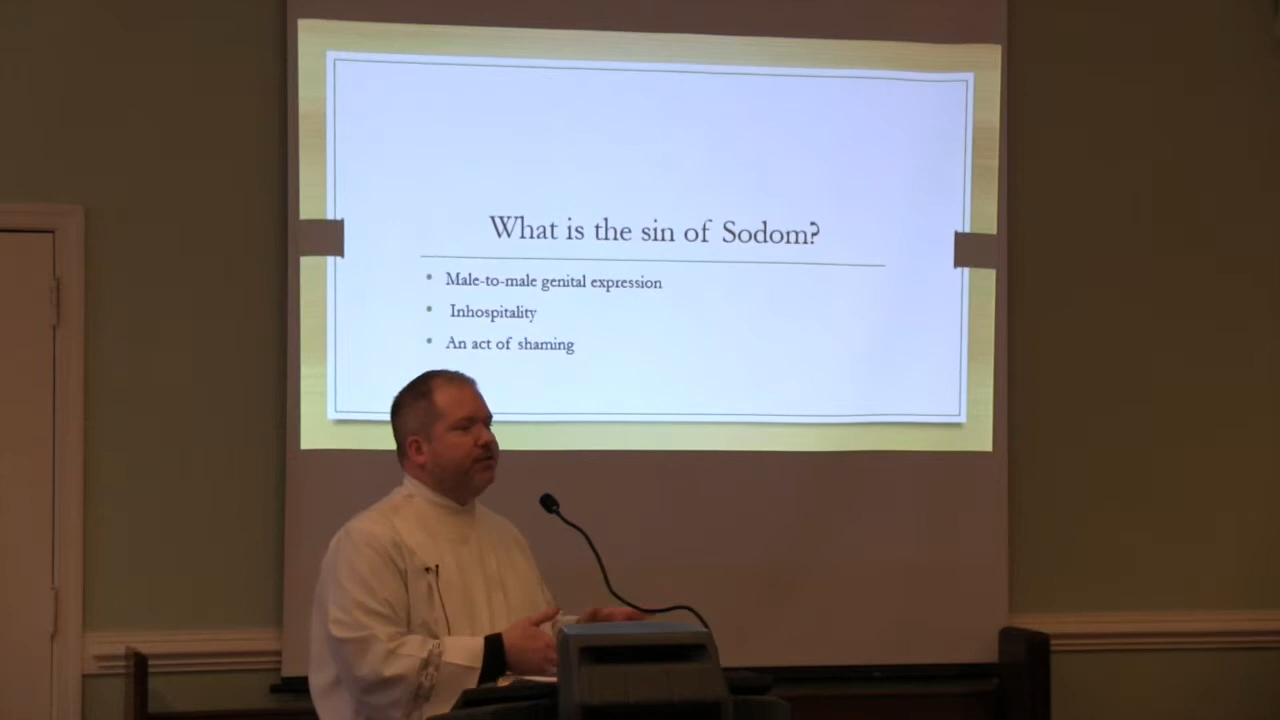 What is the sin of Sodom?
• Male-to-male genital expression
• Inhospitality
• An act of shaming